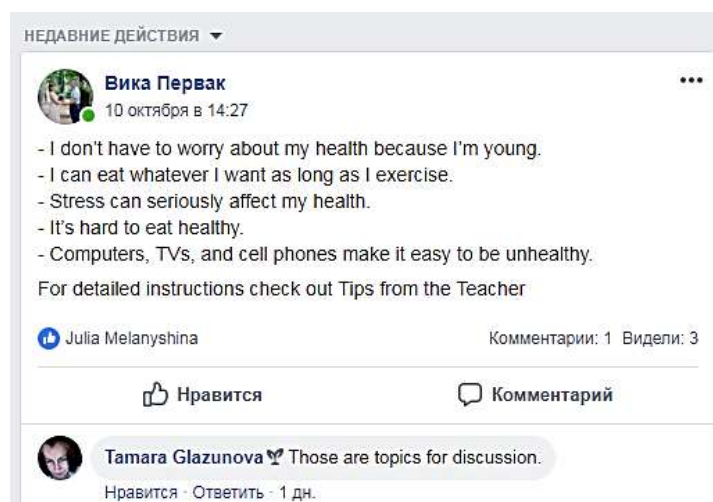 НЕДАВНИЕ ДЕЙСТВИЯ
Вика Первак
10 октября в 14:27
- I don't have to worry about my health because I'm young.
- I can eat whatever I want as long as I exercise.
- Stress can seriously affect my health.
- It's hard to eat healthy.
- Computers, TVs, and cell phones make it easy to be unhealthy.
For detailed instructions check out Tips from the Teacher
Julia Melanyshina Комментарии: 1 Видели: 3
Нравится Комментарий
Tamara Glazunova Those are topics for discussion.
Нравится · Ответить · 1 дн.